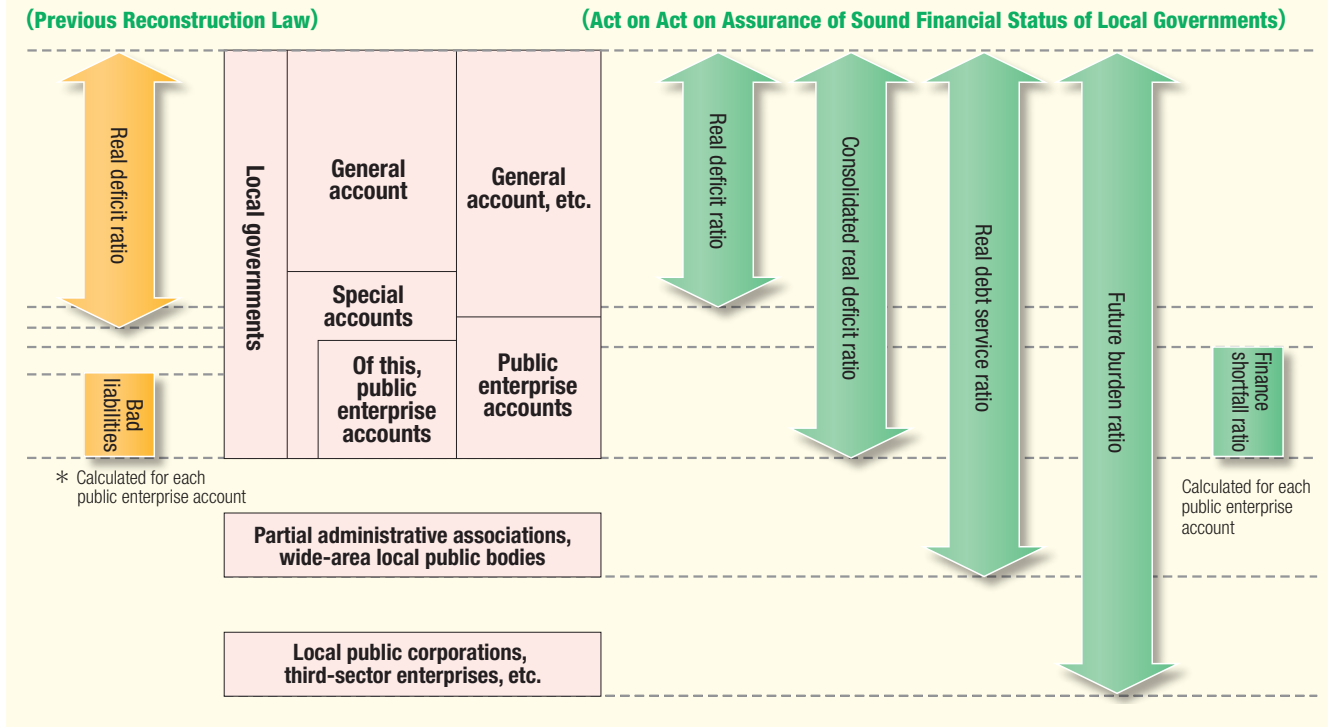 (Previous Reconstruction Law)
(Act on Act on Assurance of Sound Financial Status of Local Governments)
Real deficit ratio
Bad
liabilities
* Calculated for each
public enterprise account
Local governments
General
account
Special
accounts
Of this,
public
enterprise
accounts
General
account, etc.
Public
enterprise
accounts
Partial administrative associations,
wide-area local public bodies
Local public corporations,
third-sector enterprises, etc.
Real deficit ratio
Consolidated real deficit ratio
Real debt service ratio
Future burden ratio
Finance
shortfall ratio
Calculated for each
public enterprise
account